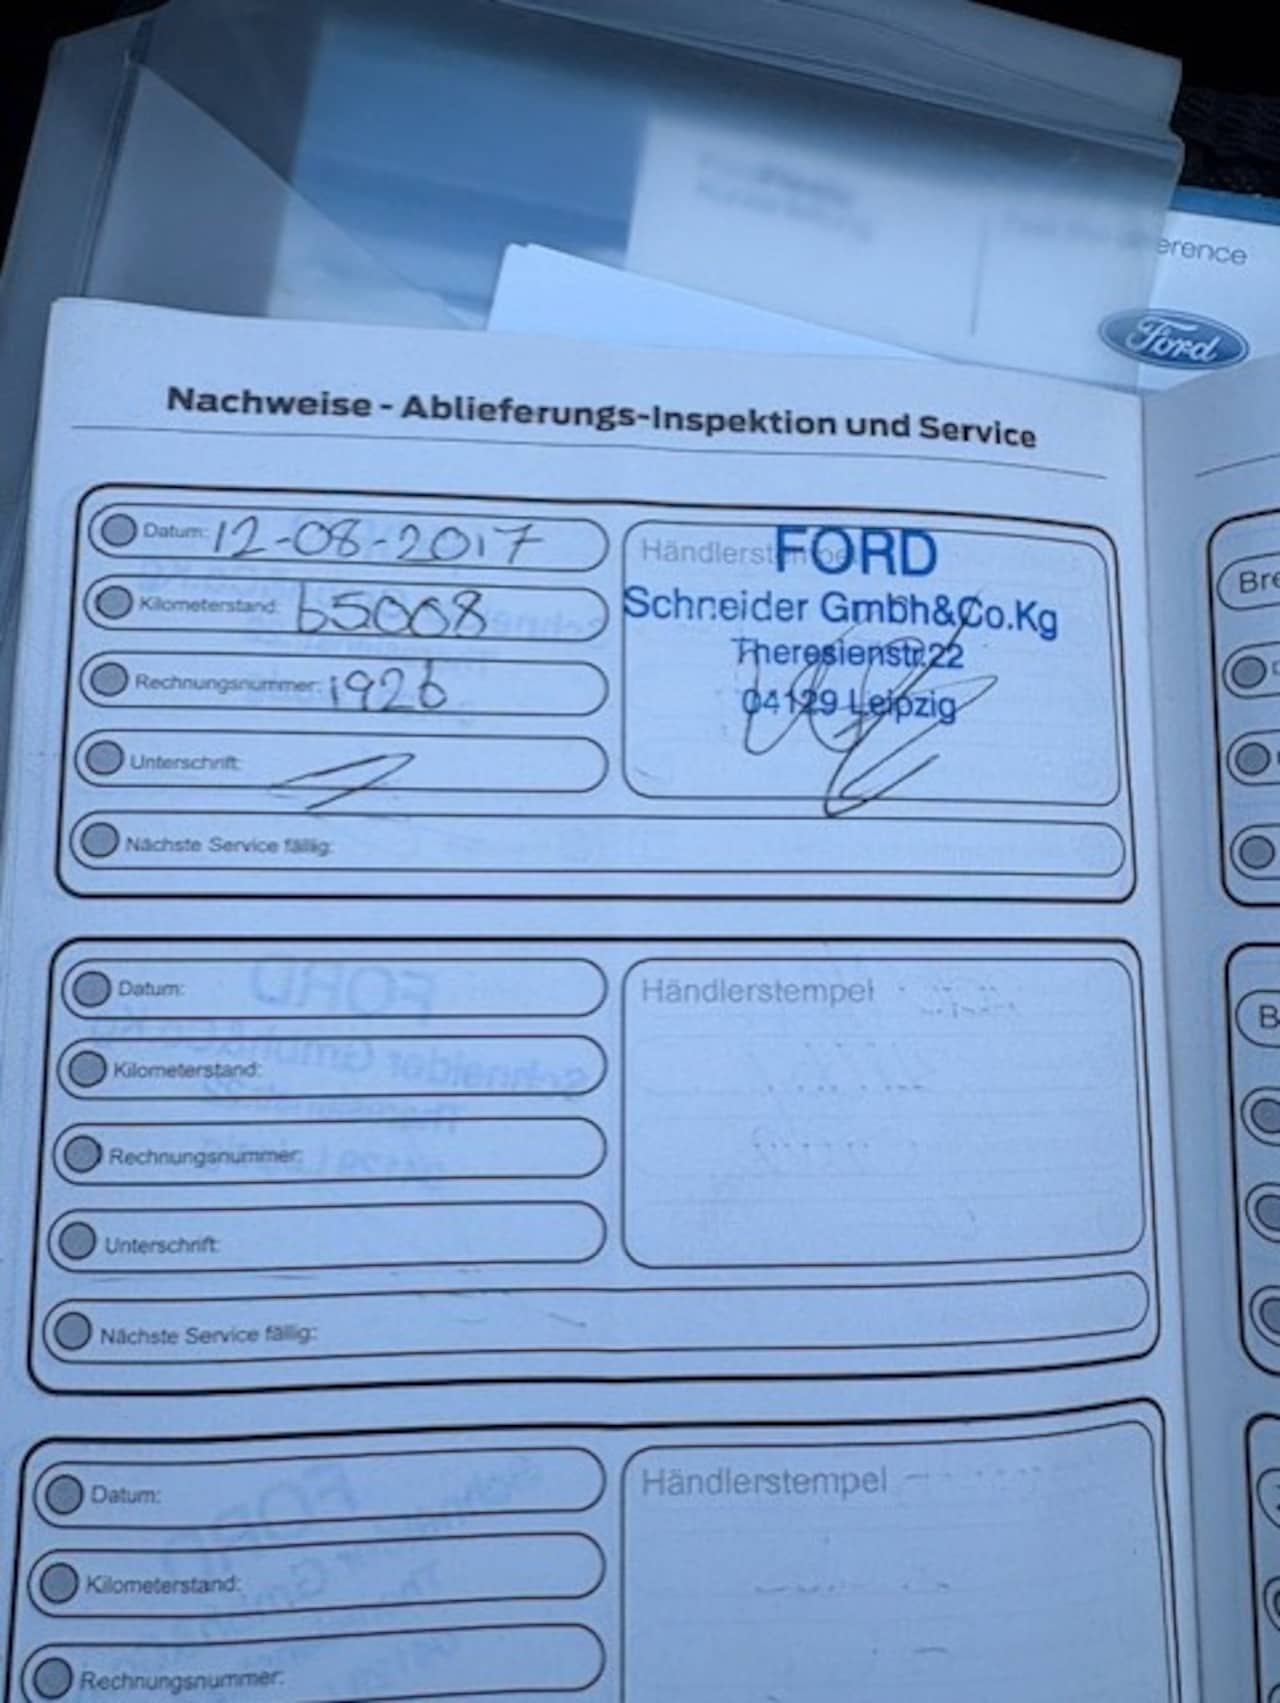 erence
Ford
Nachweise - Ablieferungs-Inspektion und Service
Datum: 12-08-2017
Kilometerstand: 65008
Rechnungsnummer: 1926
Unterschrift:
Nächste Service fällig:
Händlerstempel
FORD
Schneider Gmbh&Co.Kg
Theresienstr.22
04129 Leipzig
Datum:
Kilometerstand:
Rechnungsnummer:
Unterschrift:
Nächste Service fällig:
Händlerstempel
Datum:
Kilometerstand:
Rechnungsnummer:
Händlerstempel
Bre
B